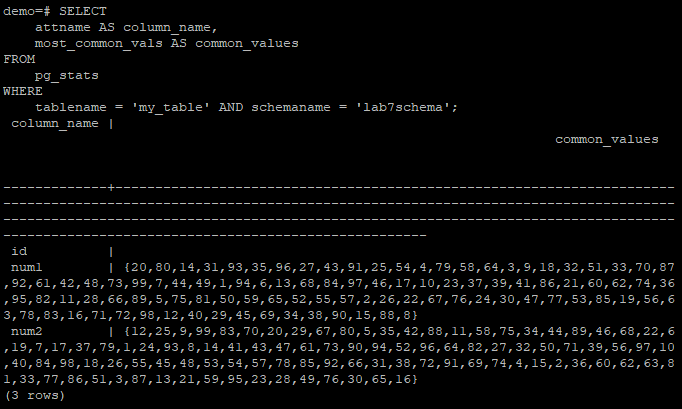 demo=# SELECT
    attname AS column_name,
    most_common_vals AS common_values
FROM
    pg_stats
WHERE
    tablename = 'my_table' AND schemaname = 'lab7schema';
 column_name |
common_values
-------------+-----------------------------------------------------------------------
-------------------------------------------------------------------------------------
-------------------------------------------------------------------------------------
------------------------------------------------------
 id          |
 num1        | {20,80,14,31,93,35,96,27,43,91,25,54,4,79,58,64,3,9,18,32,51,33,70,87
,92,61,42,48,73,99,7,44,49,1,94,6,13,68,84,97,46,17,10,23,37,39,41,86,21,60,62,74,36
,95,82,11,28,66,89,5,75,81,50,59,65,52,55,57,2,26,22,67,76,24,30,47,77,53,85,19,56,6
3,78,83,16,71,72,98,12,40,29,45,69,34,38,90,15,88,8}
 num2        | {12,25,9,99,83,70,20,29,67,80,5,35,42,88,11,58,75,34,44,89,46,68,22,6
,19,7,17,37,79,1,24,93,8,14,41,43,47,61,73,90,94,52,96,64,82,27,32,50,71,39,56,97,10
,40,84,98,18,26,55,45,48,53,54,57,78,85,92,66,31,38,72,91,69,74,4,15,2,36,60,62,63,8
1,33,77,86,51,3,87,13,21,59,95,23,28,49,76,30,65,16}
(3 rows)